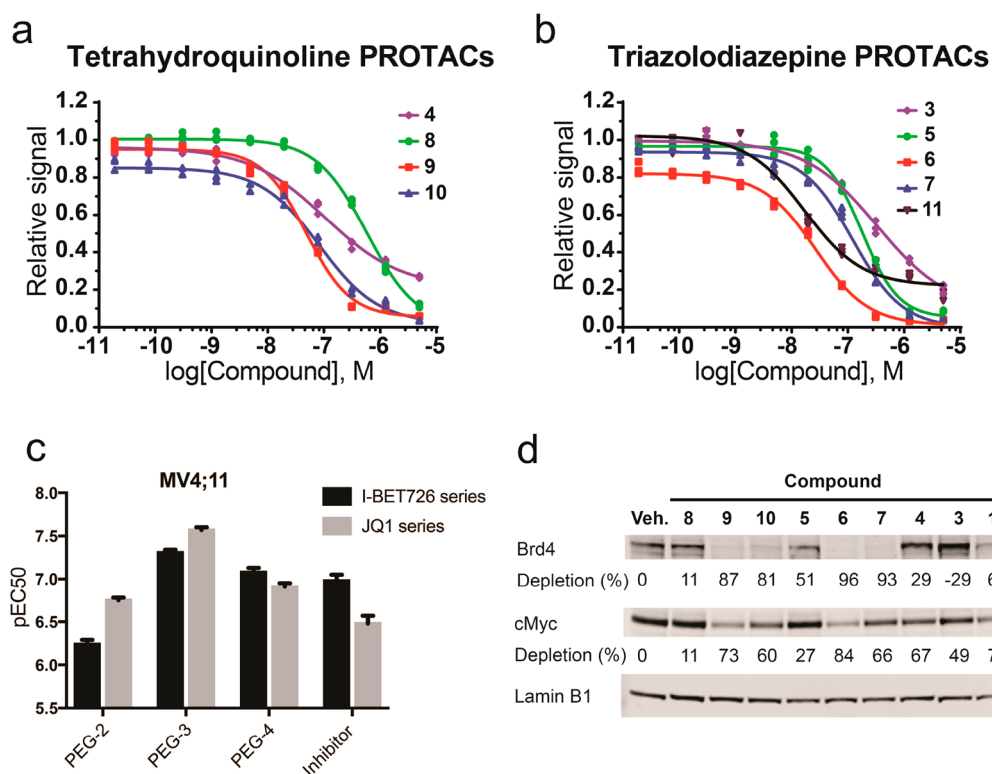 a
Tetrahydroquinoline PROTACs
1.2
1.0
0.8
0.6
0.4
0.2
0.0
Relative signal
4
8
9
10
-11 -10 -9 -8 -7 -6 -5
log[Compound], M
b
Triazolodiazepine PROTACs
1.2
1.0
0.8
0.6
0.4
0.2
0.0
Relative signal
3
5
6
7
11
-11 -10 -9 -8 -7 -6 -5
log[Compound], M
c
MV4;11
8.0
7.5
7.0
6.5
6.0
5.5
pEC50
I-BET726 series
JQ1 series
PEG-2 PEG-3 PEG-4 Inhibitor
d
Compound
Veh. 8 9 10 5 6 7 4 3 1
Brd4
Depletion (%) 0 11 87 81 51 96 93 29 -29 6
cMyc
Depletion (%) 0 11 73 60 27 84 66 67 49 7
Lamin B1